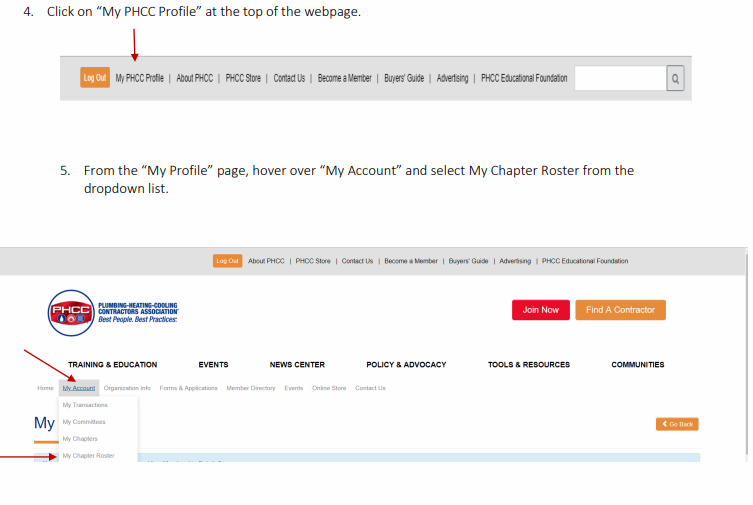 4. Click on “My PHCC Profile” at the top of the webpage.
Log Out My PHCC Profile | About PHCC | PHCC Store | Contact Us | Become a Member | Buyers' Guide | Advertising | PHCC Educational Foundation
5. From the “My Profile” page, hover over “My Account” and select My Chapter Roster from the
dropdown list.
Log Out About PHCC | PHCC Store | Contact Us | Become a Member | Buyers' Guide | Advertising | PHCC Educational Foundation
PHCC
PLUMBING-HEATING-COOLING
CONTRACTORS ASSOCIATION
Best People. Best Practices.
Join Now Find A Contractor
TRAINING & EDUCATION EVENTS NEWS CENTER POLICY & ADVOCACY TOOLS & RESOURCES COMMUNITIES
Home My Account Organization Info Forms & Applications Member Directory Events Online Store Contact Us
My Transactions
My
My Committees
Go Back
My Chapters
My Chapter Roster